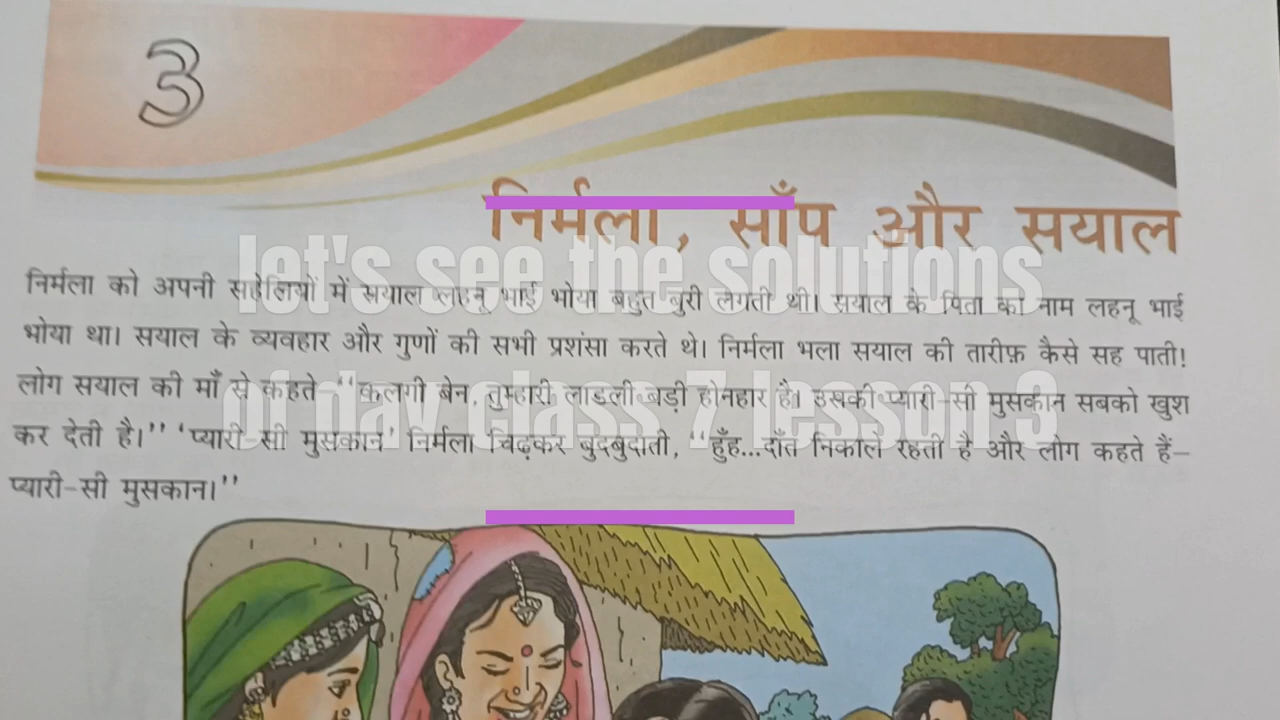 3
निर्मला, साँप और सयाल
let's see the solutions
of day class 7 lesson 3
निर्मला को अपनी सहेलियों में सयाल लहनू भाई भोया बहुत बुरी लगती थी। सयाल के पिता का नाम लहनू भाई
भोया था। सयाल के व्यवहार और गुणों की सभी प्रशंसा करते थे। निर्मला भला सयाल की तारीफ़ कैसे सह पाती!
लोग सयाल की माँ से कहते ‘‘कलगी बेन, तुम्हारी लाडली बड़ी होनहार है। उसकी प्यारी-सी मुसकान सबको खुश
कर देती है।’’ ‘प्यारी-सी मुसकान’ निर्मला चिढ़कर बुदबुदाती, ‘‘हुँह...दाँत निकाले रहती है और लोग कहते हैं–
प्यारी-सी मुसकान।’’